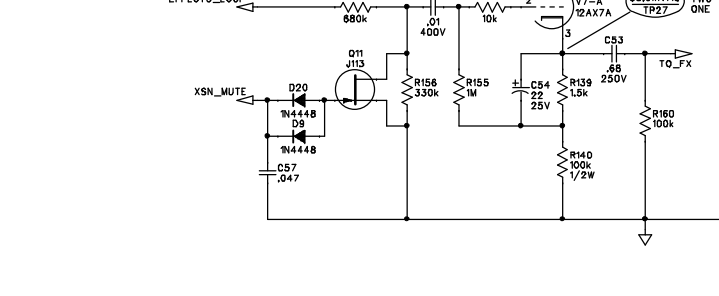 680k
.01
400V
10k
2
V7-A
12AX7A
3
TP27
ONE
C53
.68
250V
TO_FX
Q11
J113
XSN_MUTE
D20
1N4448
D9
1N4448
C57
.047
R156
330k
R155
1M
C54
22
25V
R139
1.5k
R160
100k
R140
100k
1/2W